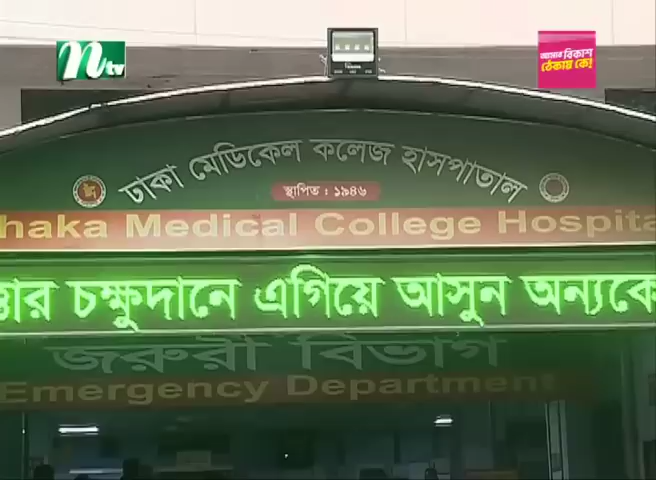 ntv
আমার বিকাশ
ঠেকায় কে!
ঢাকা মেডিকেল কলেজ হাসপাতাল
স্থাপিত : ১৯৪৬
haka Medical College Hospita
চক্ষুদানে এগিয়ে আসুন অন্যকে
জরুরী বিভাগ
Emergency Department